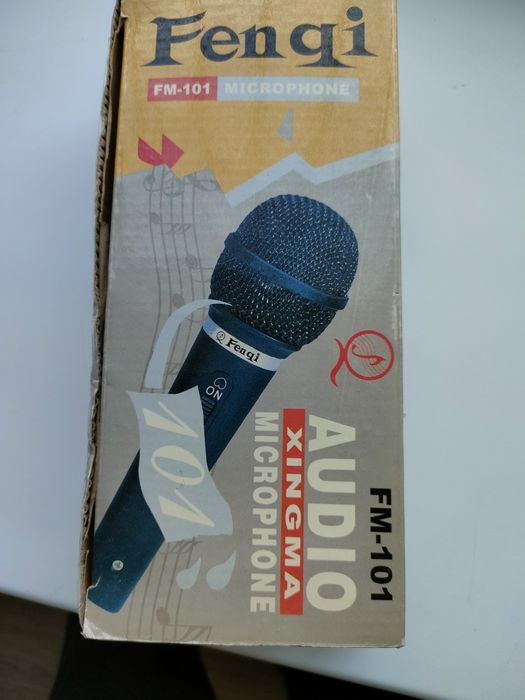 Fenqi
FM-101 MICROPHONE
Fenqi
ON
101
AUDIO
XINGMA
MICROPHONE
FM-101